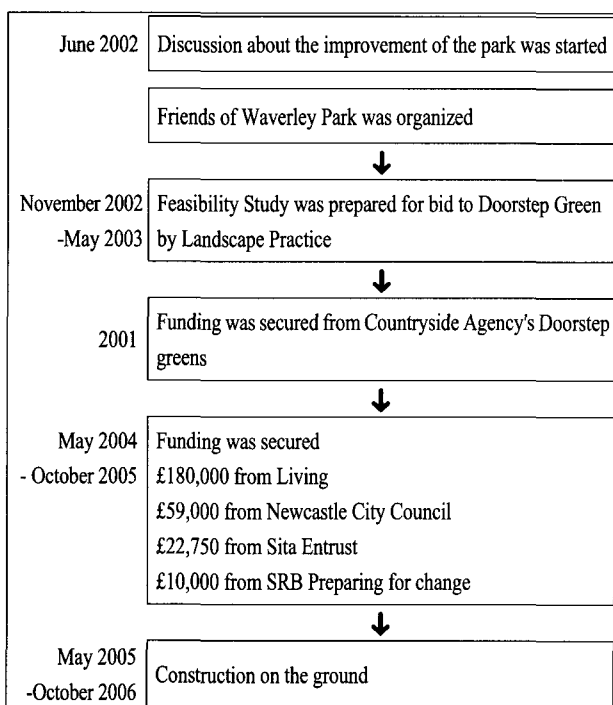 June 2002 Discussion about the improvement of the park was started
Friends of Waverley Park was organized
November 2002 Feasibility Study was prepared for bid to Doorstep Green
-May 2003 by Landscape Practice
2001 Funding was secured from Countryside Agency's Doorstep
greens
May 2004 Funding was secured
- October 2005 £180,000 from Living
£59,000 from Newcastle City Council
£22,750 from Sita Entrust
£10,000 from SRB Preparing for change
May 2005
-October 2006 Construction on the ground